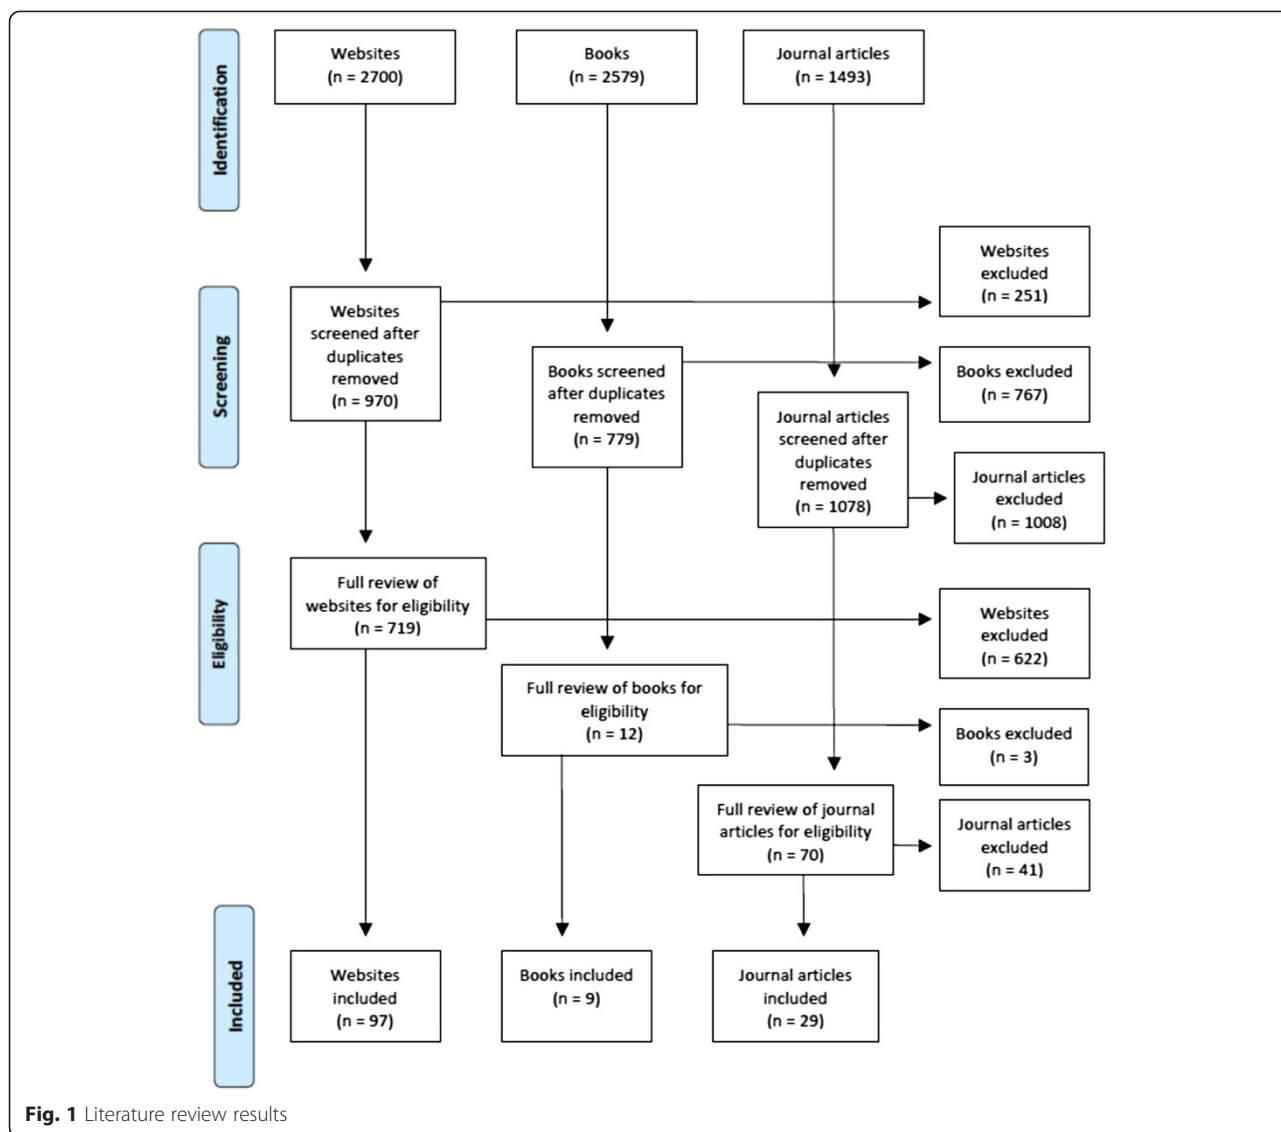 Identification
Websites
(n = 2700)
Books
(n = 2579)
Journal articles
(n = 1493)
Screening
Websites
screened after
duplicates
removed
(n = 970)
Websites
excluded
(n = 251)
Books screened
after duplicates
removed
(n = 779)
Books excluded
(n = 767)
Journal articles
screened after
duplicates
removed
(n = 1078)
Journal articles
excluded
(n = 1008)
Eligibility
Full review of
websites for eligibility
(n = 719)
Websites
excluded
(n = 622)
Full review of books for
eligibility
(n = 12)
Books excluded
(n = 3)
Full review of journal
articles for eligibility
(n = 70)
Journal articles
excluded
(n = 41)
Included
Websites
included
(n = 97)
Books included
(n = 9)
Journal articles
included
(n = 29)
Fig. 1 Literature review results